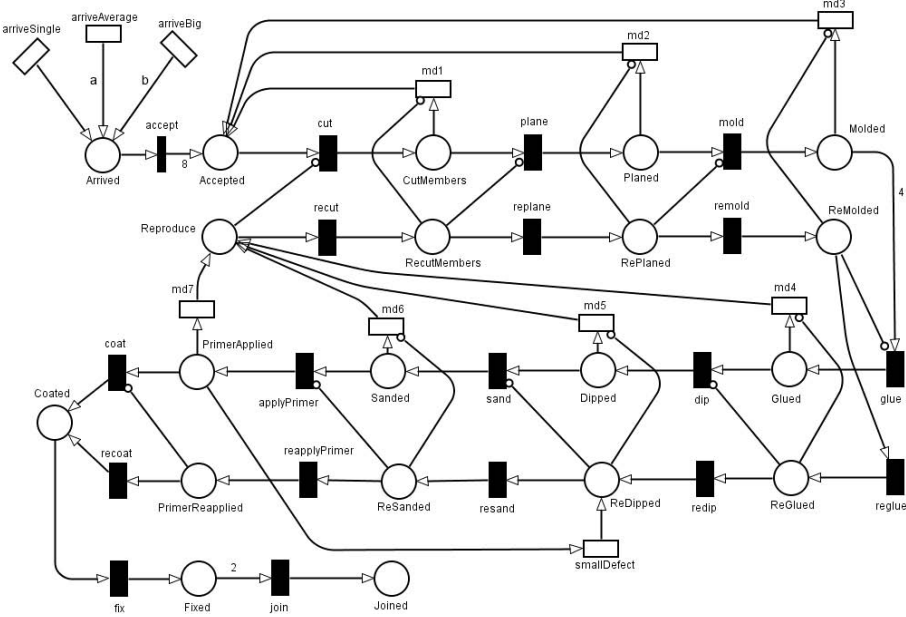 arriveSingle
arriveAverage
arriveBig
md3
a
b
md2
md1
accept
cut
plane
mold
Molded
8
Arrived
Accepted
CutMembers
Planed
4
Reproduce
recut
replane
remold
ReMolded
RecutMembers
RePlaned
md7
md6
md5
md4
coat
PrimerApplied
Coated
applyPrimer
Sanded
sand
Dipped
dip
Glued
glue
recoat
reapplyPrimer
PrimerReapplied
ReSanded
resand
ReDipped
redip
ReGlued
reglue
smallDefect
2
fix
Fixed
join
Joined